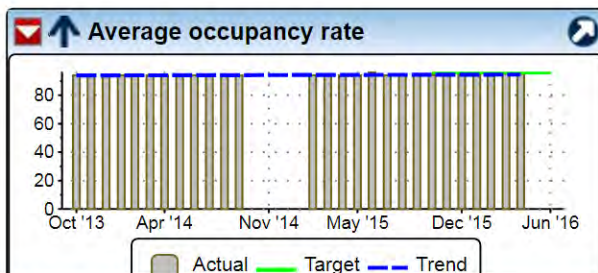 Average occupancy rate
80
60
40
20
0
Oct '13 Apr '14 Nov '14 May '15 Dec '15 Jun '16
Actual Target Trend